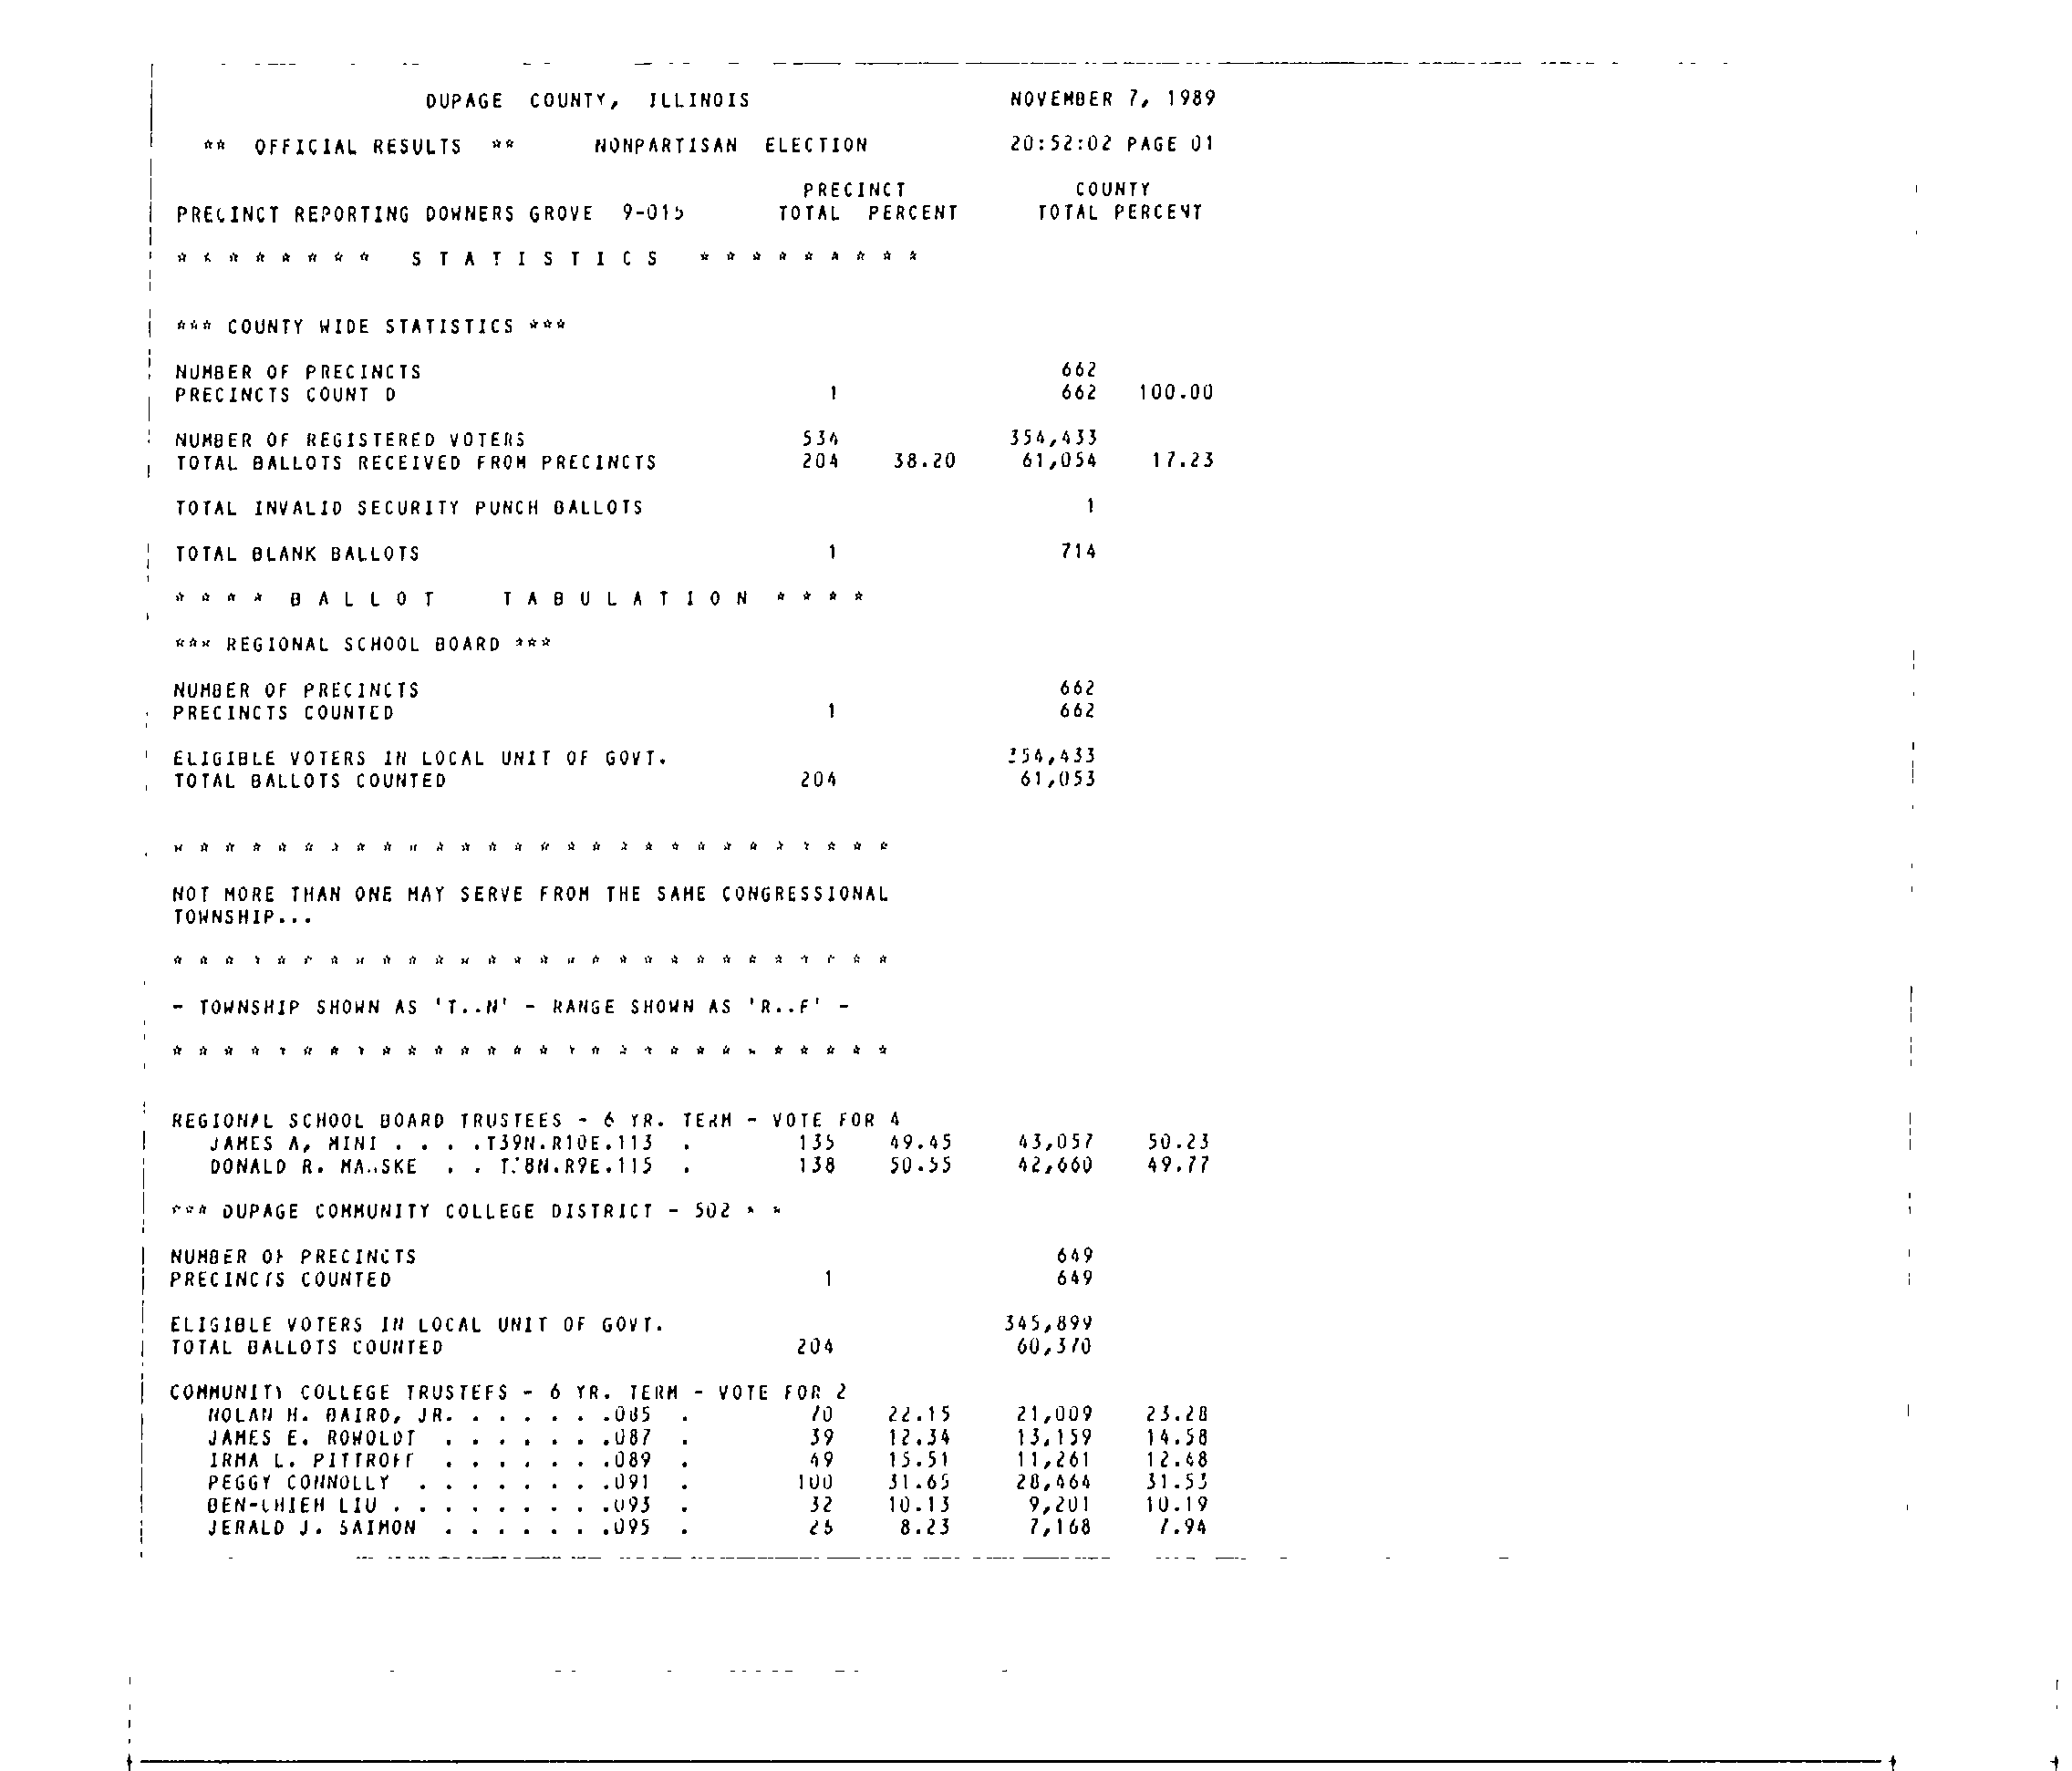 DUPAGE COUNTY, ILLINOIS NOVEMBER 7, 1989
** OFFICIAL RESULTS ** NONPARTISAN ELECTION 20:52:02 PAGE 01
PRECINCT COUNTY
PRECINCT REPORTING DOWNERS GROVE 9-015 TOTAL PERCENT TOTAL PERCENT
* * * * * * * * S T A T I S T I C S * * * * * * * * *
*** COUNTY WIDE STATISTICS ***
NUMBER OF PRECINCTS 662
PRECINCTS COUNT D 1 662 100.00
NUMBER OF REGISTERED VOTERS 534 354,433
TOTAL BALLOTS RECEIVED FROM PRECINCTS 204 38.20 61,054 17.23
TOTAL INVALID SECURITY PUNCH BALLOTS 1
TOTAL BLANK BALLOTS 1 714
* * * * B A L L O T T A B U L A T I O N * * * *
*** REGIONAL SCHOOL BOARD ***
NUMBER OF PRECINCTS 662
PRECINCTS COUNTED 1 662
ELIGIBLE VOTERS IN LOCAL UNIT OF GOVT. 354,433
TOTAL BALLOTS COUNTED 204 61,053
* * * * * * * * * * * * * * * * * * * * * * * * * * * *
NOT MORE THAN ONE MAY SERVE FROM THE SAME CONGRESSIONAL
TOWNSHIP...
* * * * * * * * * * * * * * * * * * * * * * * * * * * *
- TOWNSHIP SHOWN AS 'T..N' - RANGE SHOWN AS 'R..E' -
* * * * * * * * * * * * * * * * * * * * * * * * * * * *
REGIONAL SCHOOL BOARD TRUSTEES - 6 YR. TERM - VOTE FOR 4
JAMES A. MINI . . . .T39N.R10E.113 . 135 49.45 43,057 50.23
DONALD R. . . T38N.R9E.115 . 138 50.55 42,660 49.77
*** DUPAGE COMMUNITY COLLEGE DISTRICT - 502 * *
NUMBER OF PRECINCTS 649
PRECINCTS COUNTED 1 649
ELIGIBLE VOTERS IN LOCAL UNIT OF GOVT. 345,899
TOTAL BALLOTS COUNTED 204 60,370
COMMUNITY COLLEGE TRUSTEES - 6 YR. TERM - VOTE FOR 2
NOLAN H. BAIRD, JR. . . . . . .085 . 70 22.15 21,009 23.28
JAMES E. ROWOLDT . . . . . . .087 . 39 12.34 13,159 14.58
IRMA L. PITTROFF . . . . . . .089 . 49 15.51 11,261 12.48
PEGGY CONNOLLY . . . . . . . .091 . 100 31.65 28,464 31.53
BEN-CHIEH LIU . . . . . . . . .093 . 32 10.13 9,201 10.19
JERALD J. SAIMON . . . . . . .095 . 26 8.23 7,168 7.94